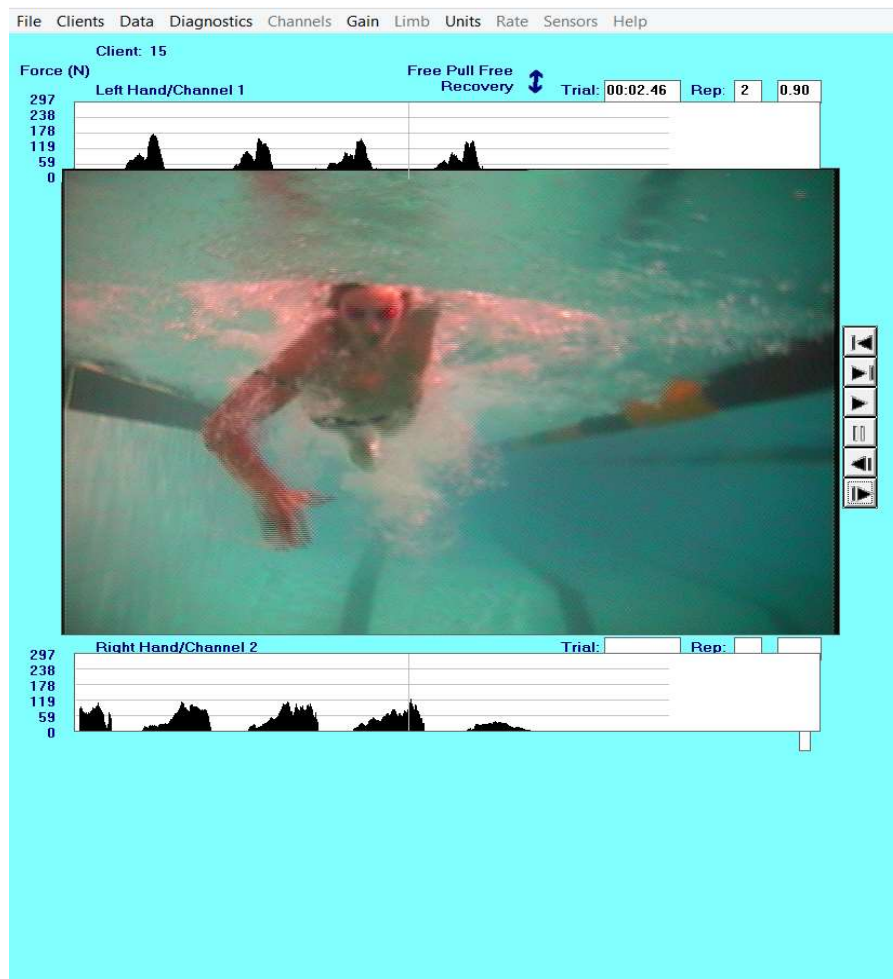 File Clients Data Diagnostics Channels Gain Limb Units Rate Sensors Help
Client: 15
Force (N)
Free Pull Free
Recovery
Left Hand/Channel 1
Trial: 00:02.46 Rep: 2 0.90
297
238
178
119
59
0
Right Hand/Channel 2
Trial: Rep:
297
238
178
119
59
0